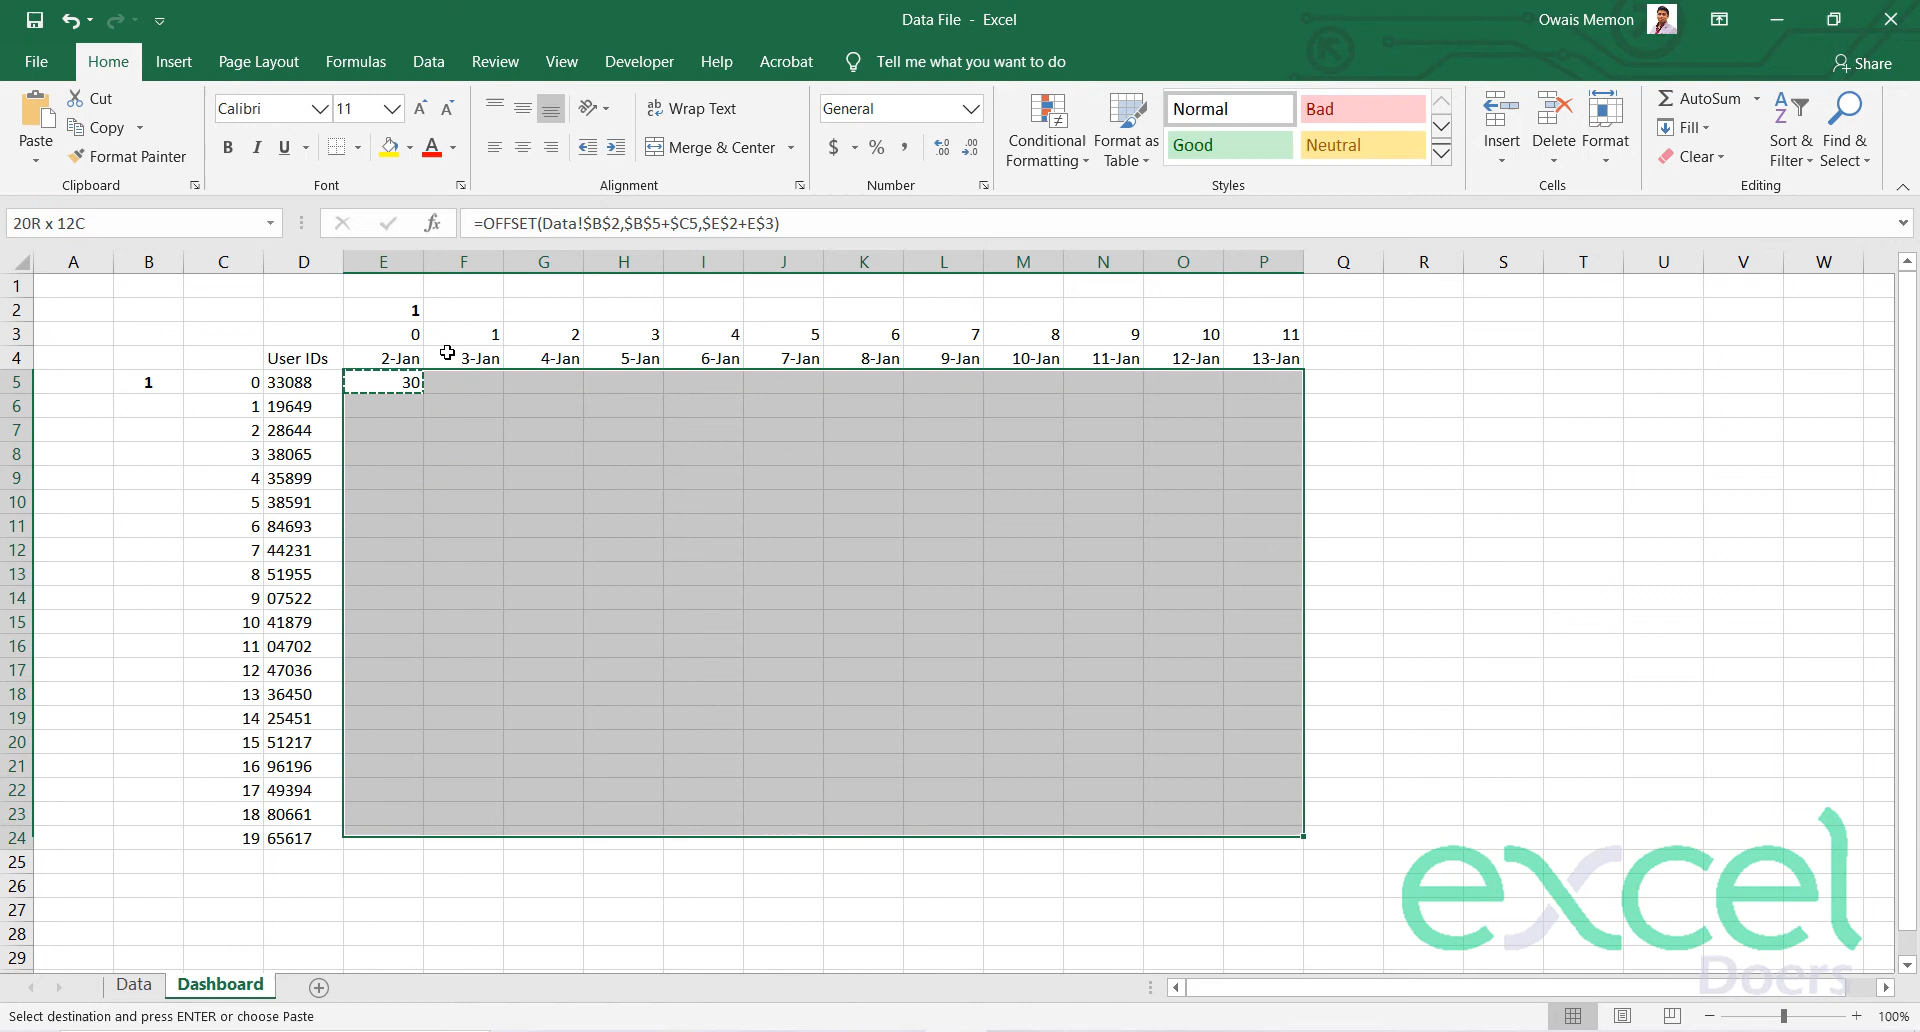 Data File - Excel
Owais Memon
File Home Insert Page Layout Formulas Data Review View Developer Help Acrobat Tell me what you want to do
Share
Paste
Cut
Copy
Format Painter
Clipboard
Calibri 11
B I U
Font
Wrap Text
Merge & Center
Alignment
General
$ % ,
Number
Conditional Formatting
Format as Table
Normal Bad
Good Neutral
Styles
Insert Delete Format
Cells
AutoSum
Fill
Clear
Sort & Filter
Find & Select
Editing
20R x 12C
fx
=OFFSET(Data!$B$2,$B$5+$C5,$E$2+E$3)
A B C D E F G H I J K L M N O P Q R S T U V W
1
2 1
3 0 1 2 3 4 5 6 7 8 9 10 11
4 User IDs 2-Jan 3-Jan 4-Jan 5-Jan 6-Jan 7-Jan 8-Jan 9-Jan 10-Jan 11-Jan 12-Jan 13-Jan
5 1 0 33088 30
6 1 19649
7 2 28644
8 3 38065
9 4 35899
10 5 38591
11 6 84693
12 7 44231
13 8 51955
14 9 07522
15 10 41879
16 11 04702
17 12 47036
18 13 36450
19 14 25451
20 15 51217
21 16 96196
22 17 49394
23 18 80661
24 19 65617
25
26
27
28
29
excel
Doers
Data Dashboard
Select destination and press ENTER or choose Paste
100%